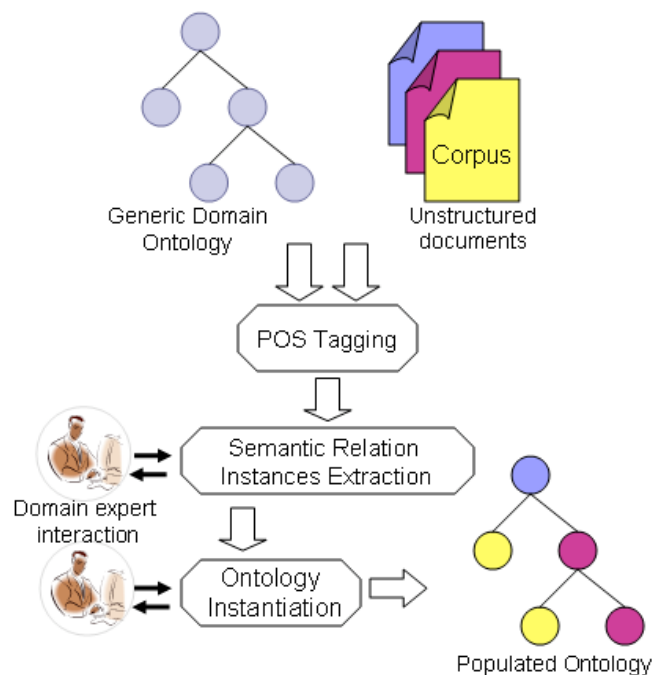 Corpus
Generic Domain
Ontology
Unstructured
documents
POS Tagging
Semantic Relation
Instances Extraction
Domain expert
interaction
Ontology
Instantiation
Populated Ontology